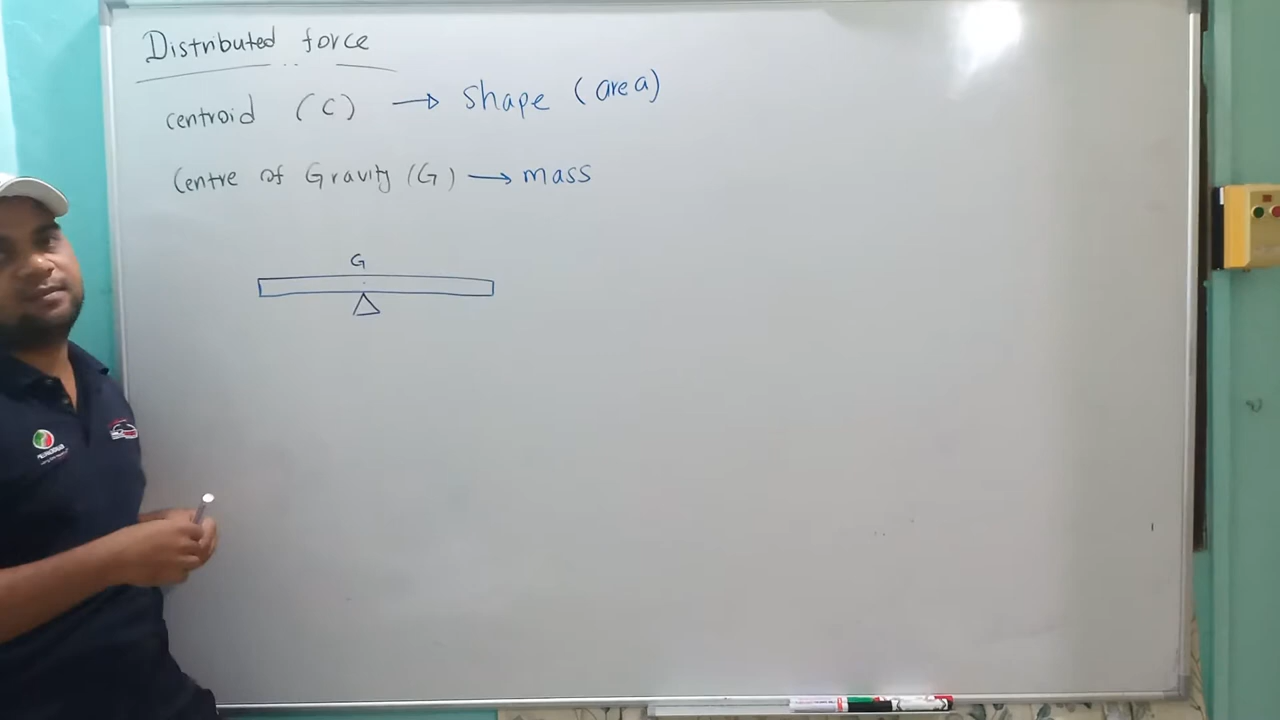 Distributed force
centroid (C) → shape (area)
Centre of Gravity (G) → mass
G